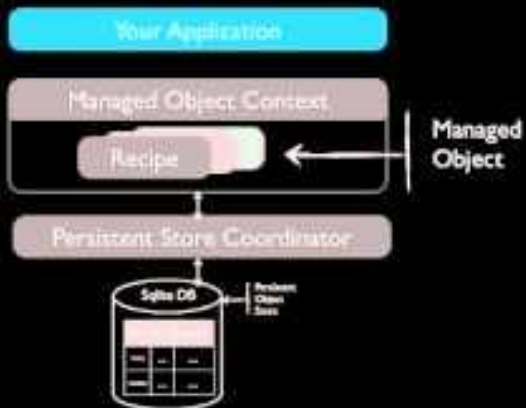 Your Application
Managed Object Context
Recipe
Managed
Object
Persistent Store Coordinator
Sqlite DB
Persistent
Object
Store